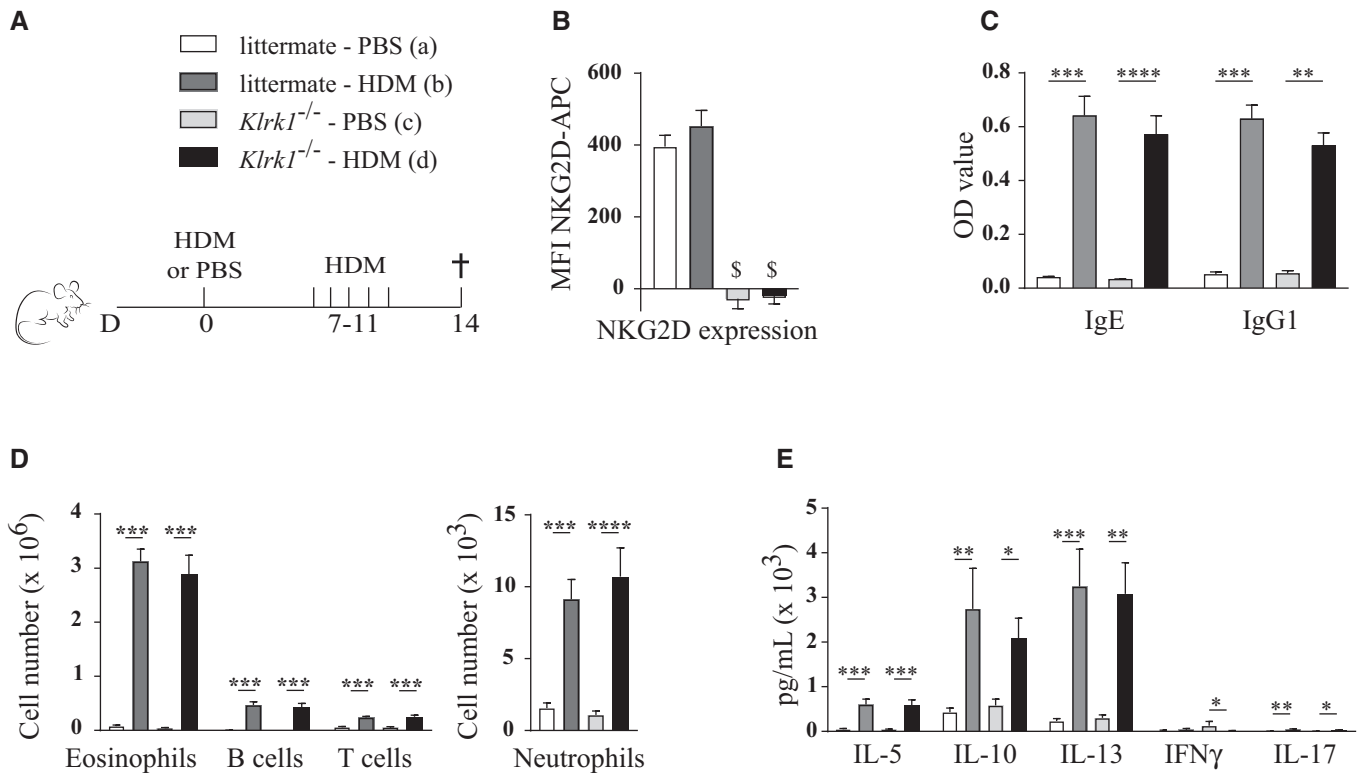 A
littermate - PBS (a)
littermate - HDM (b)
Klrk1-/- - PBS (c)
Klrk1-/- - HDM (d)
HDM
or PBS
HDM
†
D
0
7-11
14
B
MFI NKG2D-APC
600
400
200
0
$ $
NKG2D expression
C
OD value
0.8
0.6
0.4
0.2
0.0
*** **** *** **
IgE IgG1
D
Cell number (x 10^6)
4
3
2
1
0
*** ***
*** ***
*** ***
Eosinophils B cells T cells
Cell number (x 10^3)
15
10
5
0
*** ****
Neutrophils
E
pg/mL (x 10^3)
5
4
3
2
1
0
*** ***
** *
*** **
*
** *
IL-5 IL-10 IL-13 IFNγ IL-17